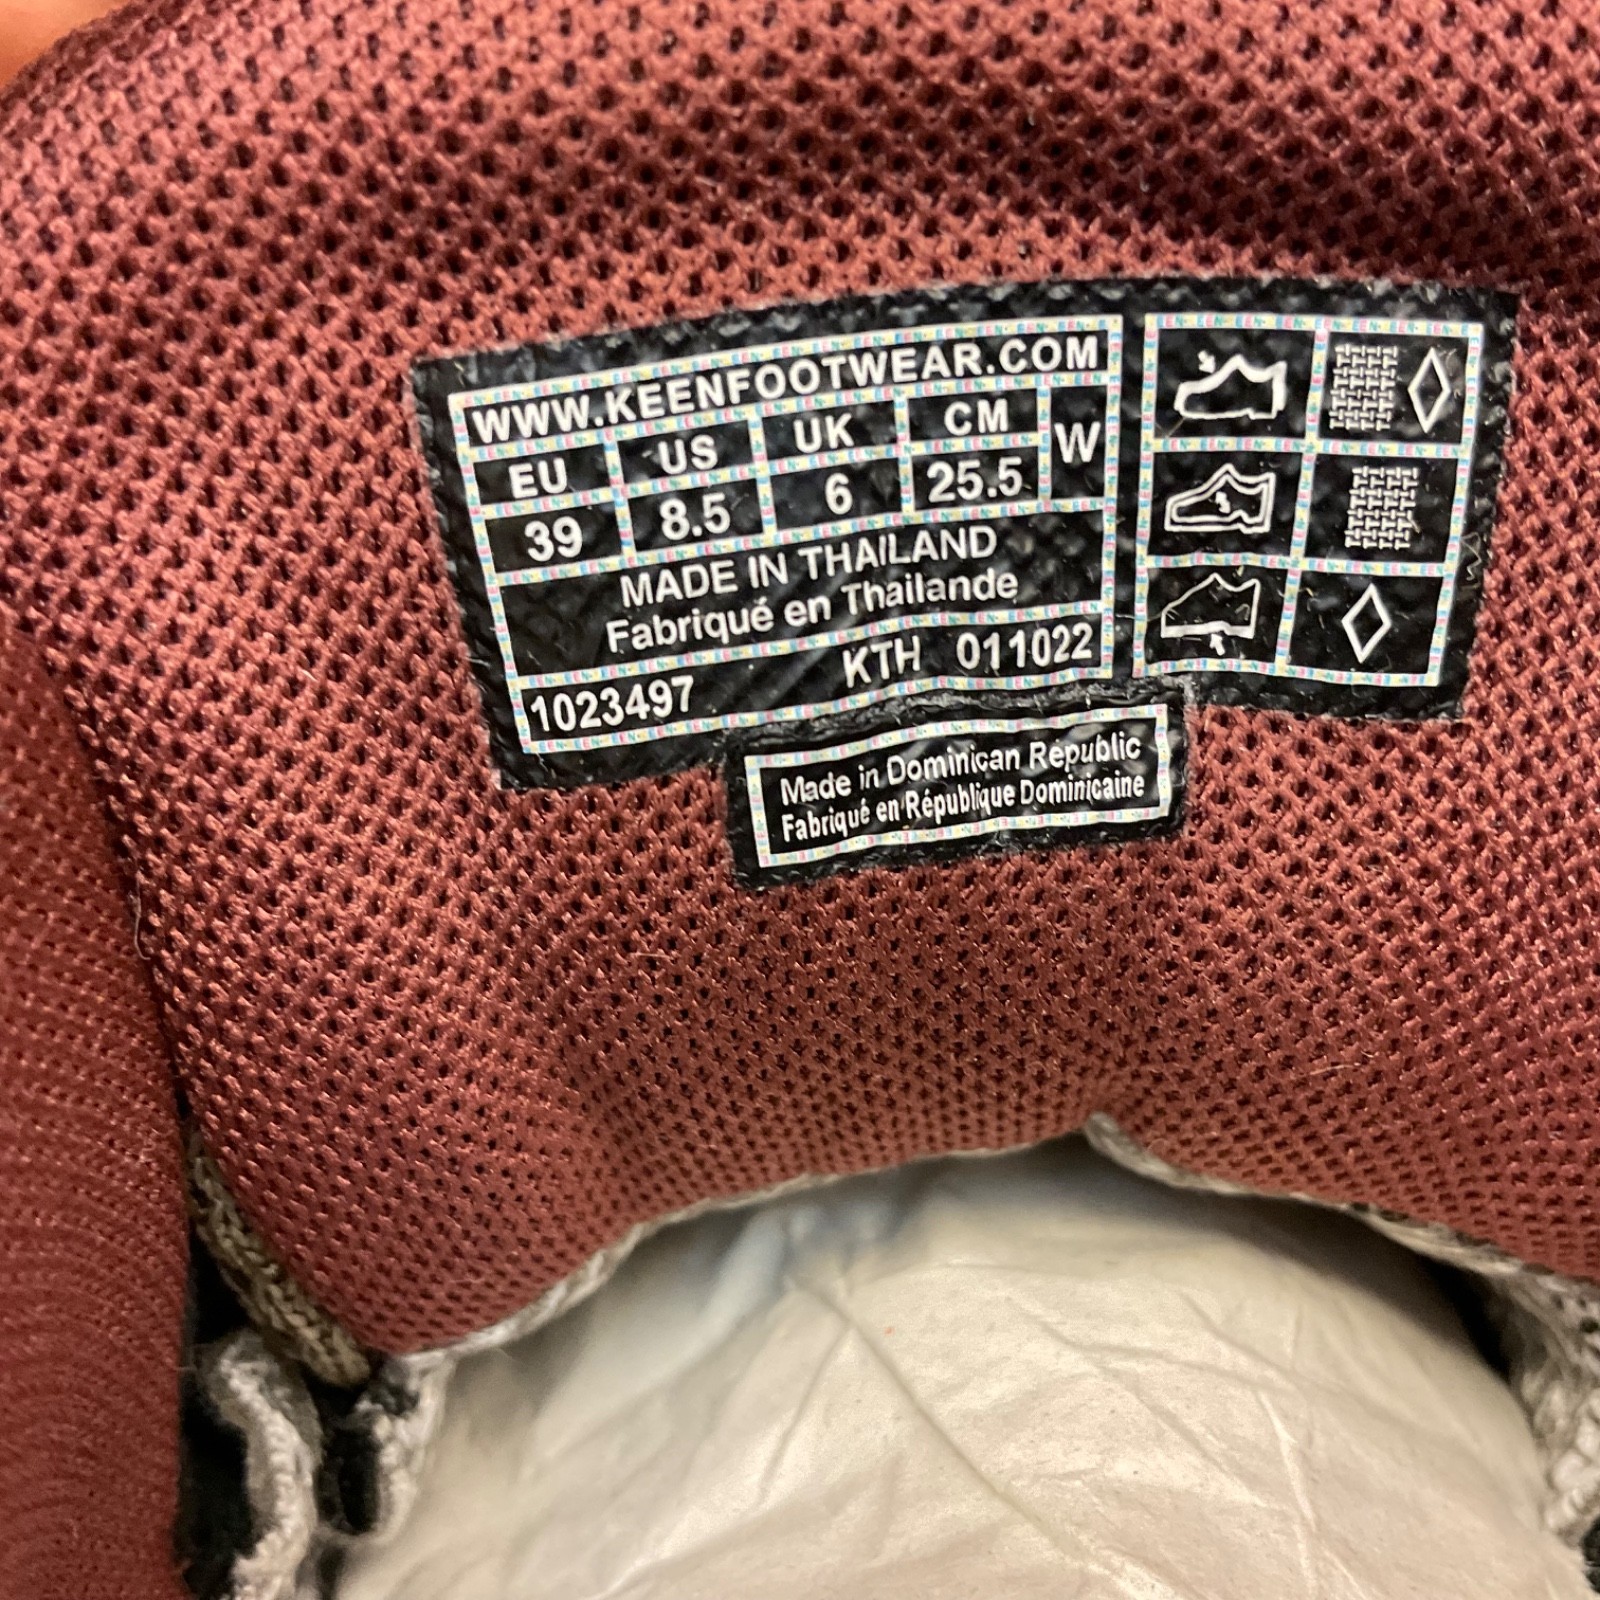 WWW.KEENFOOTWEAR.COM
EU US UK CM W
39 8.5 6 25.5
MADE IN THAILAND
Fabriqué en Thailande
1023497 KTH 011022
Made in Dominican Republic
Fabriqué en République Dominicaine